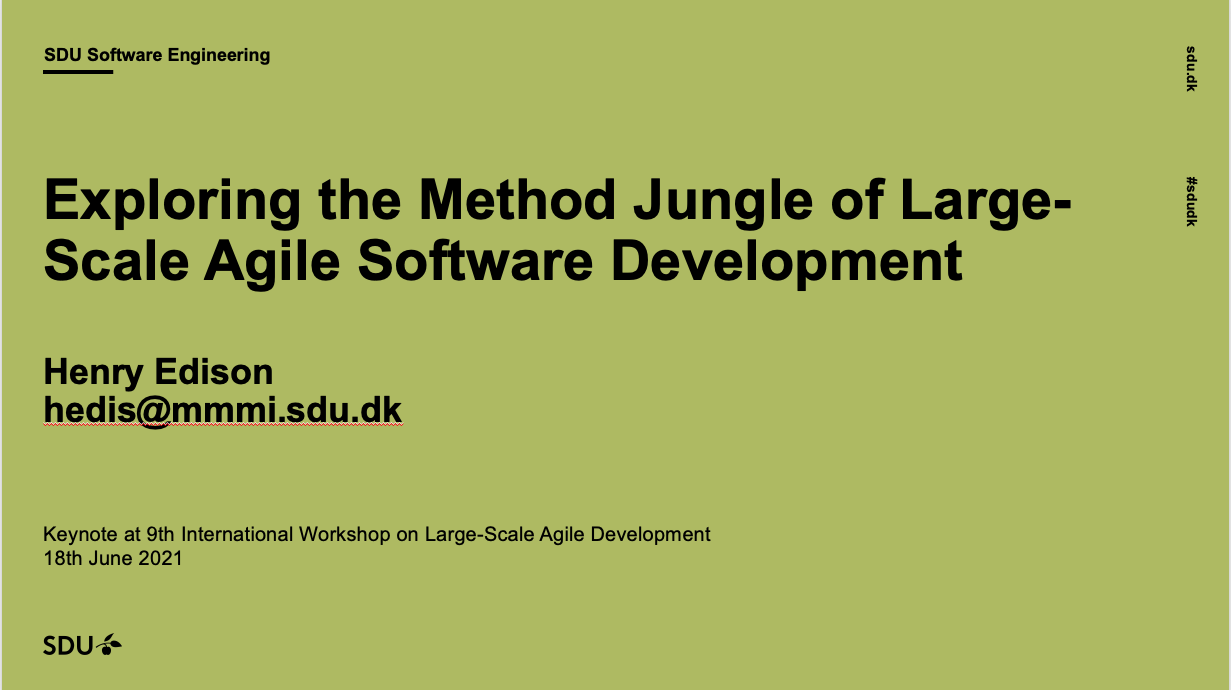 SDU Software Engineering
sdu.dk
#sdudk
Exploring the Method Jungle of Large-
Scale Agile Software Development
Henry Edison
hedis@mmmi.sdu.dk
Keynote at 9th International Workshop on Large-Scale Agile Development
18th June 2021
SDU